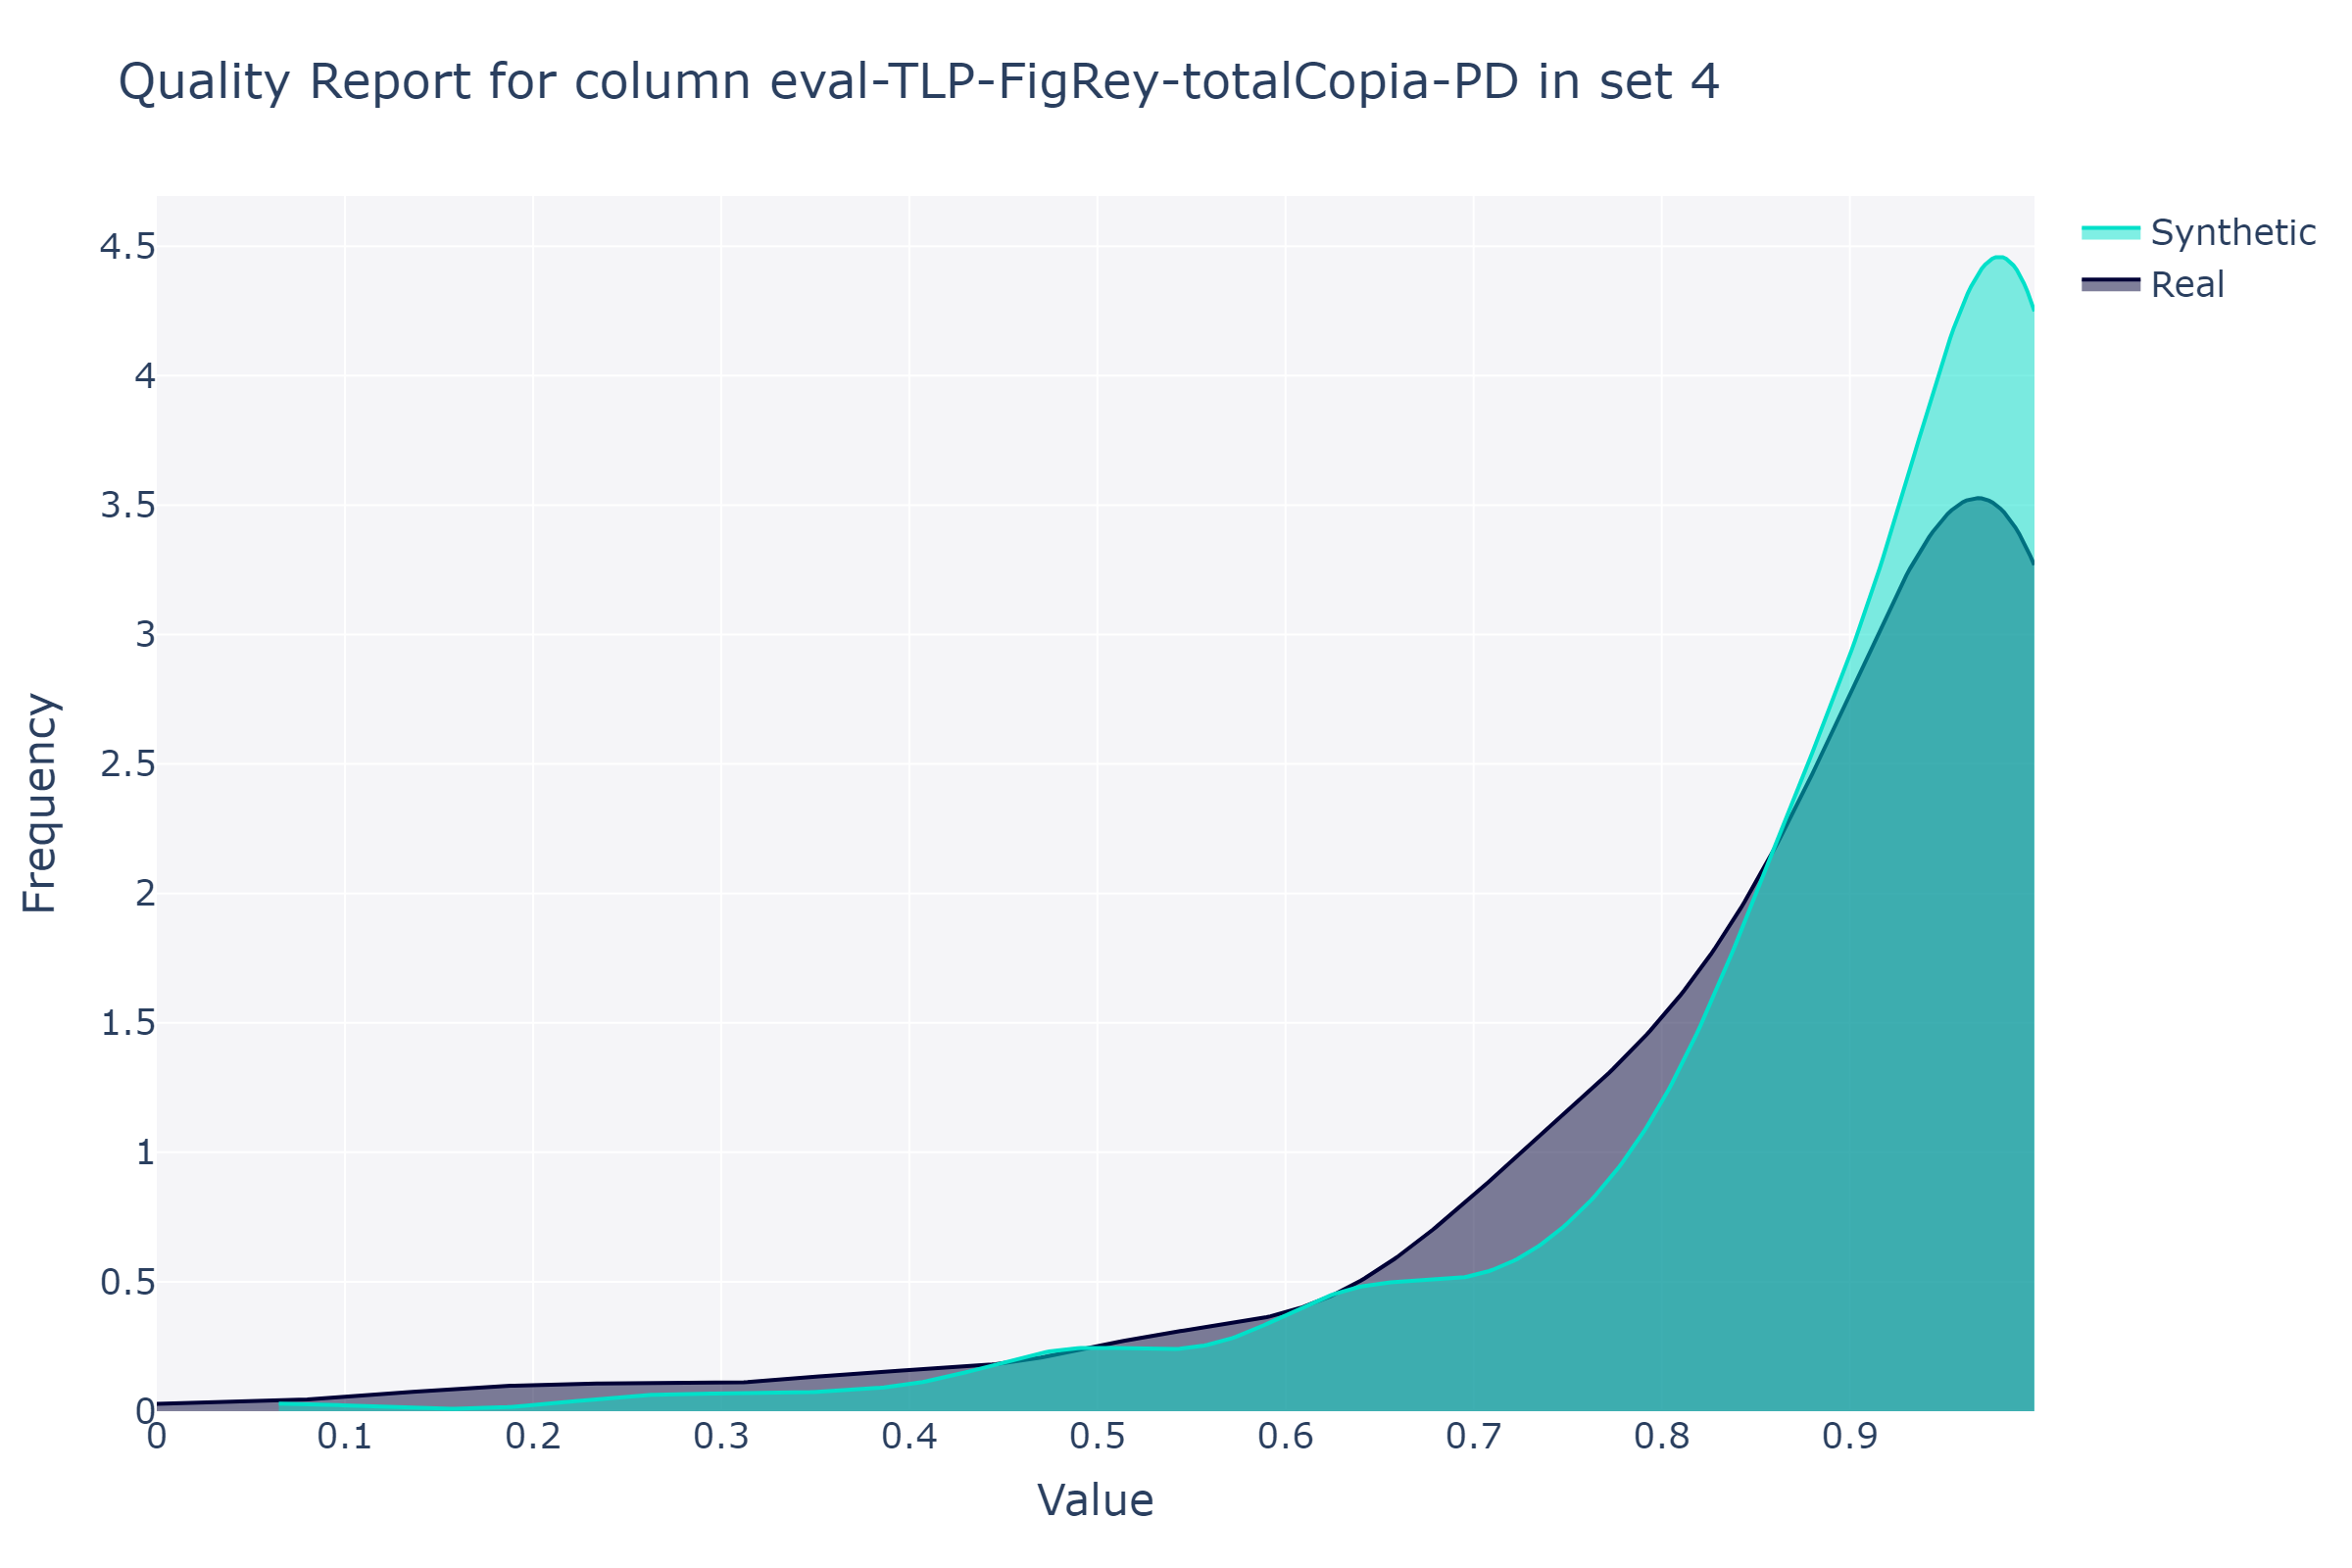 Quality Report for column eval-TLP-FigRey-totalCopia-PD in set 4
Synthetic
Real
4.5
4
3.5
3
2.5
2
1.5
1
0.5
0
Frequency
0 0.1 0.2 0.3 0.4 0.5 0.6 0.7 0.8 0.9
Value